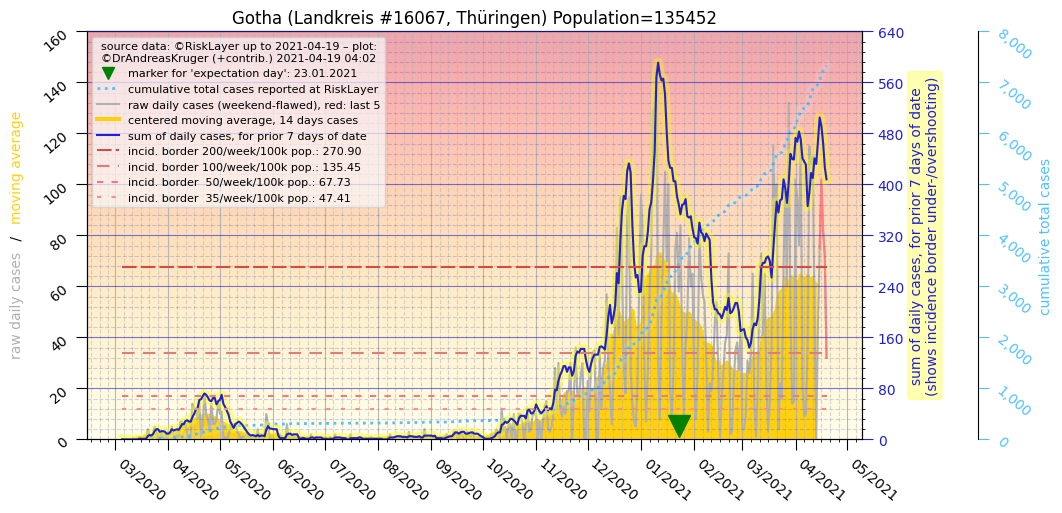 Gotha (Landkreis #16067, Thüringen) Population=135452
source data: ©RiskLayer up to 2021-04-19 – plot:
©DrAndreasKruger (+contrib.) 2021-04-19 04:02
marker for 'expectation day': 23.01.2021
cumulative total cases reported at RiskLayer
raw daily cases (weekend-flawed), red: last 5
centered moving average, 14 days cases
sum of daily cases, for prior 7 days of date
incid. border 200/week/100k pop.: 270.90
incid. border 100/week/100k pop.: 135.45
incid. border  50/week/100k pop.: 67.73
incid. border  35/week/100k pop.: 47.41
raw daily cases  /  moving average
160
140
120
100
80
60
40
20
0
03/2020
04/2020
05/2020
06/2020
07/2020
08/2020
09/2020
10/2020
11/2020
12/2020
01/2021
02/2021
03/2021
04/2021
05/2021
640
560
480
400
320
240
160
80
0
sum of daily cases, for prior 7 days of date
(shows incidence border under-/overshooting)
8,000
7,000
6,000
5,000
4,000
3,000
2,000
1,000
0
cumulative total cases